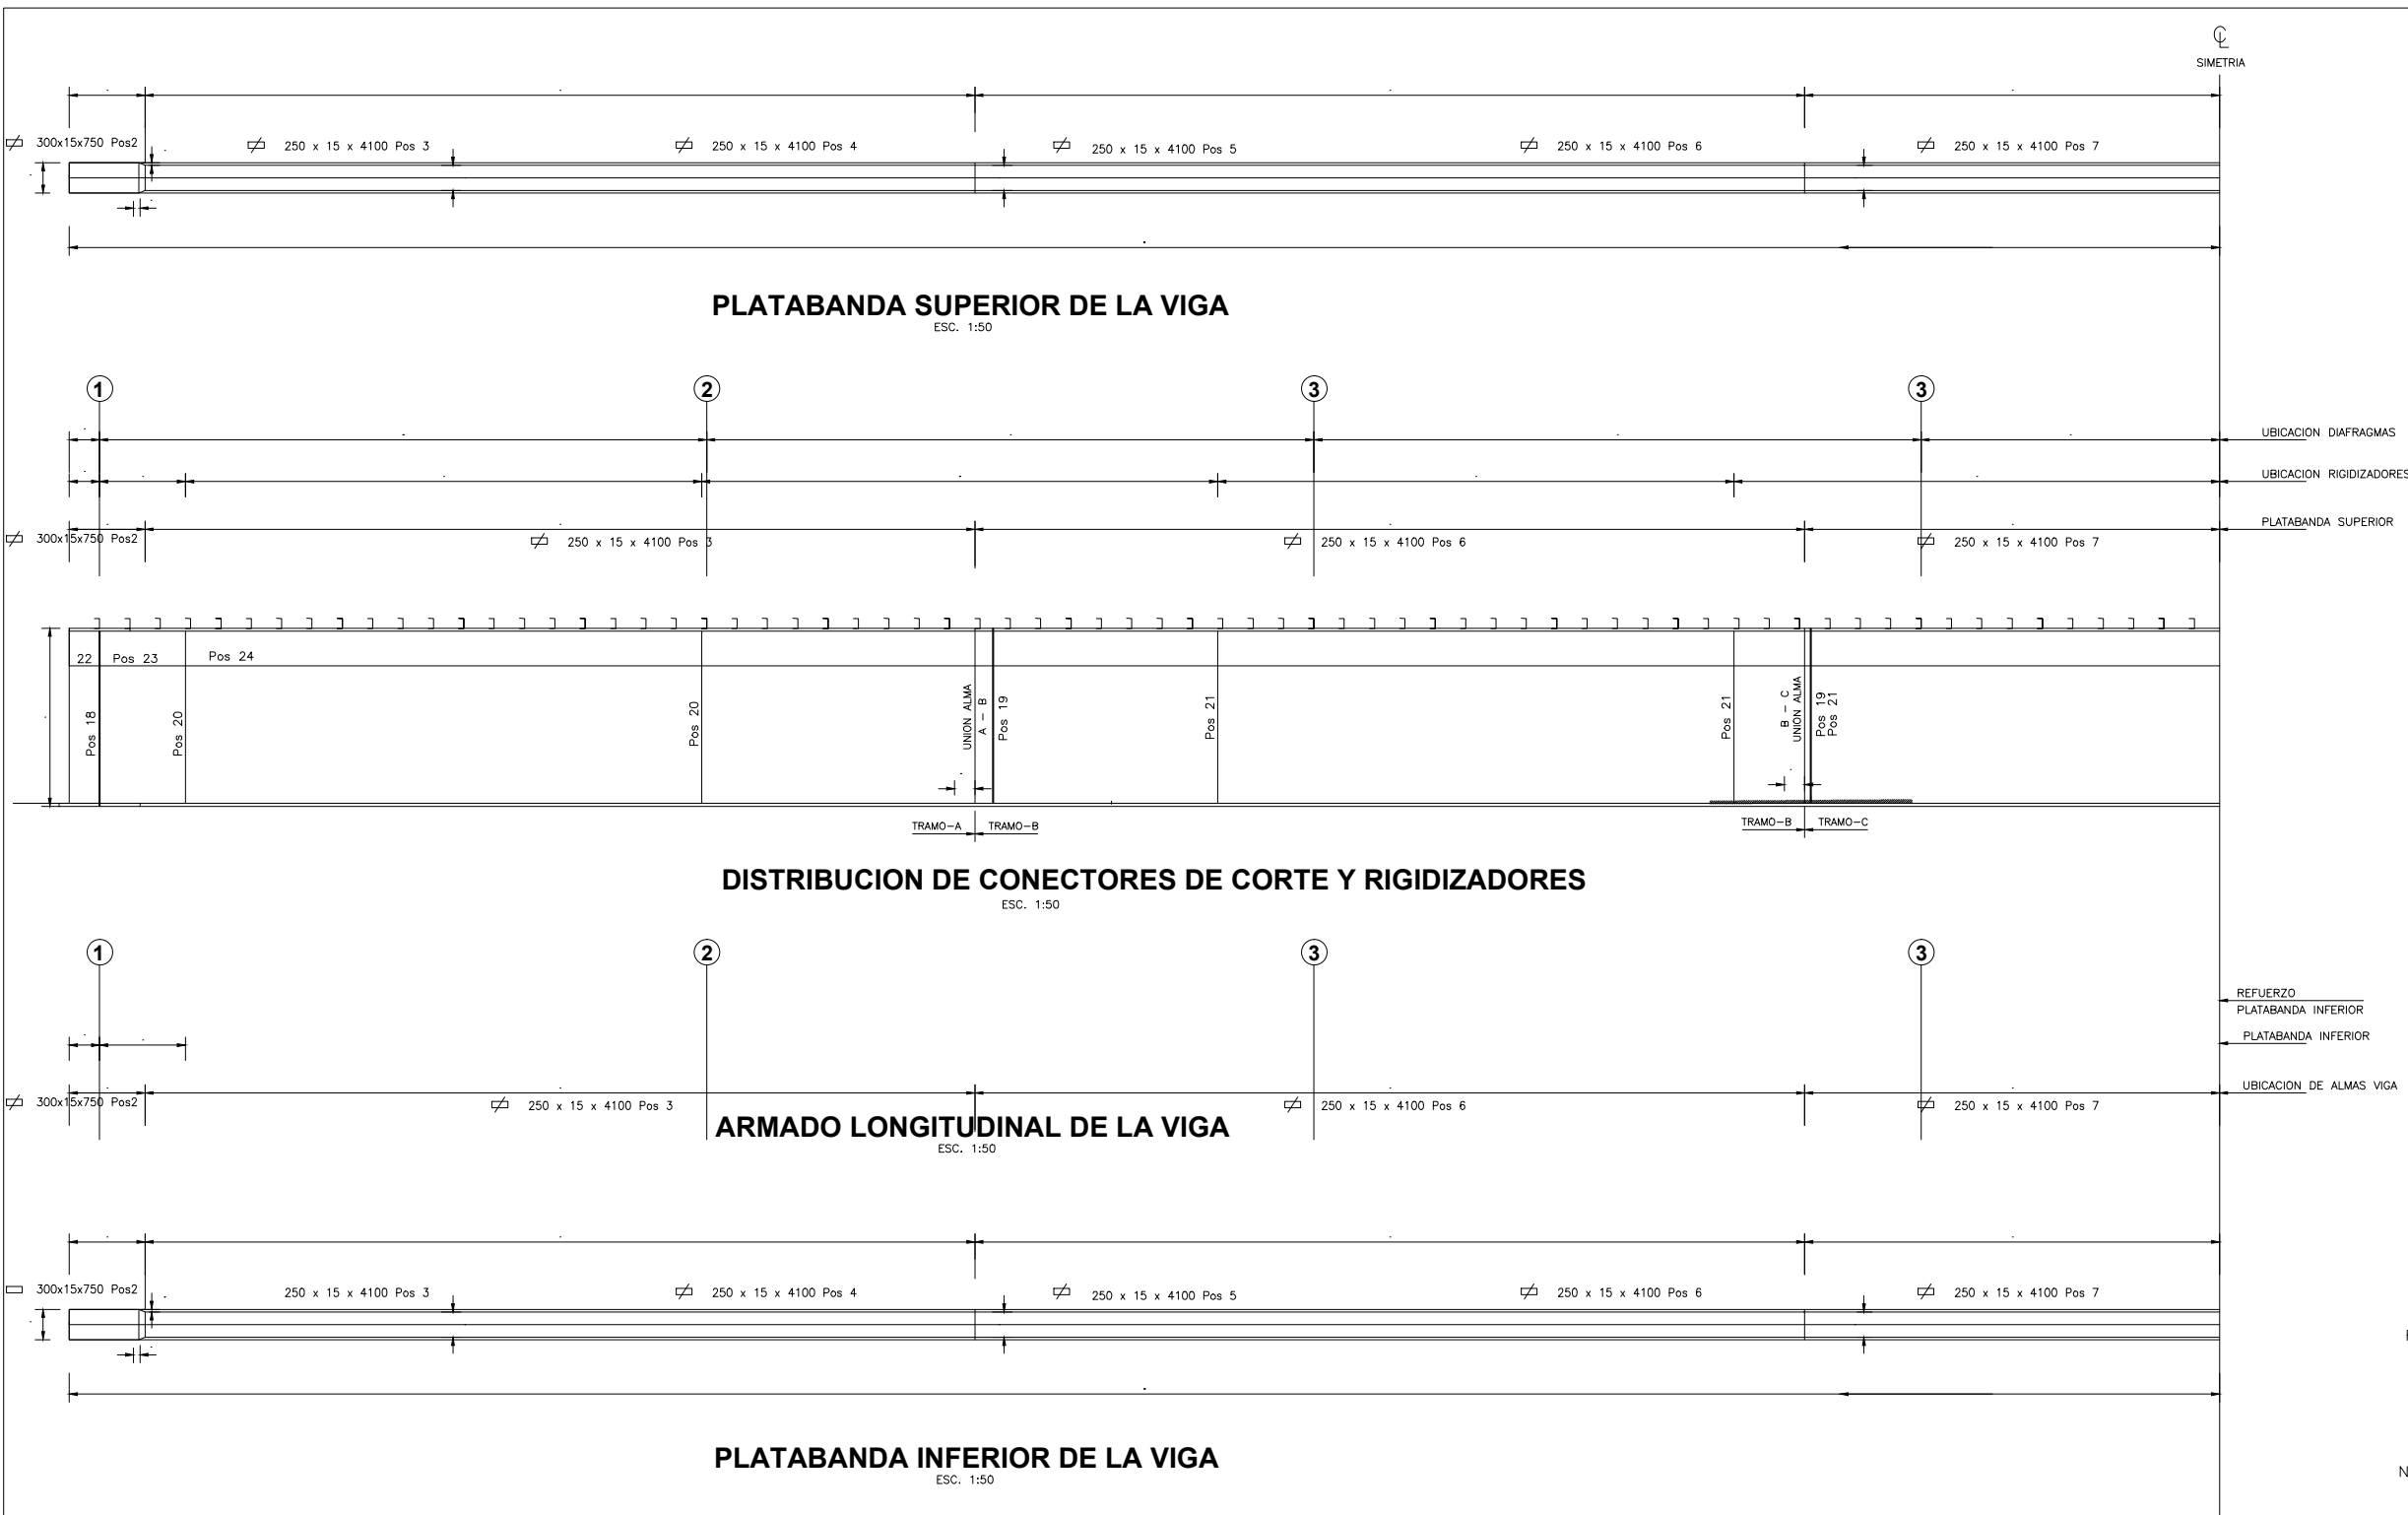 SIMETRIA
300x15x750 Pos2
250 x 15 x 4100 Pos 3
250 x 15 x 4100 Pos 4
250 x 15 x 4100 Pos 5
250 x 15 x 4100 Pos 6
250 x 15 x 4100 Pos 7
PLATABANDA SUPERIOR DE LA VIGA
ESC. 1:50
1
2
3
3
UBICACION DIAFRAGMAS
UBICACION RIGIDIZADORES
PLATABANDA SUPERIOR
300x15x750 Pos2
250 x 15 x 4100 Pos 3
250 x 15 x 4100 Pos 6
250 x 15 x 4100 Pos 7
22
Pos 23
Pos 24
Pos 18
Pos 20
Pos 20
UNION ALMA
A - B
Pos 19
Pos 21
Pos 21
B - C
UNION ALMA
Pos 19
Pos 21
TRAMO-A
TRAMO-B
TRAMO-B
TRAMO-C
DISTRIBUCION DE CONECTORES DE CORTE Y RIGIDIZADORES
ESC. 1:50
1
2
3
3
REFUERZO
PLATABANDA INFERIOR
PLATABANDA INFERIOR
UBICACION DE ALMAS VIGA
300x15x750 Pos2
250 x 15 x 4100 Pos 3
250 x 15 x 4100 Pos 6
250 x 15 x 4100 Pos 7
ARMADO LONGITUDINAL DE LA VIGA
ESC. 1:50
300x15x750 Pos2
250 x 15 x 4100 Pos 3
250 x 15 x 4100 Pos 4
250 x 15 x 4100 Pos 5
250 x 15 x 4100 Pos 6
250 x 15 x 4100 Pos 7
PLATABANDA INFERIOR DE LA VIGA
ESC. 1:50